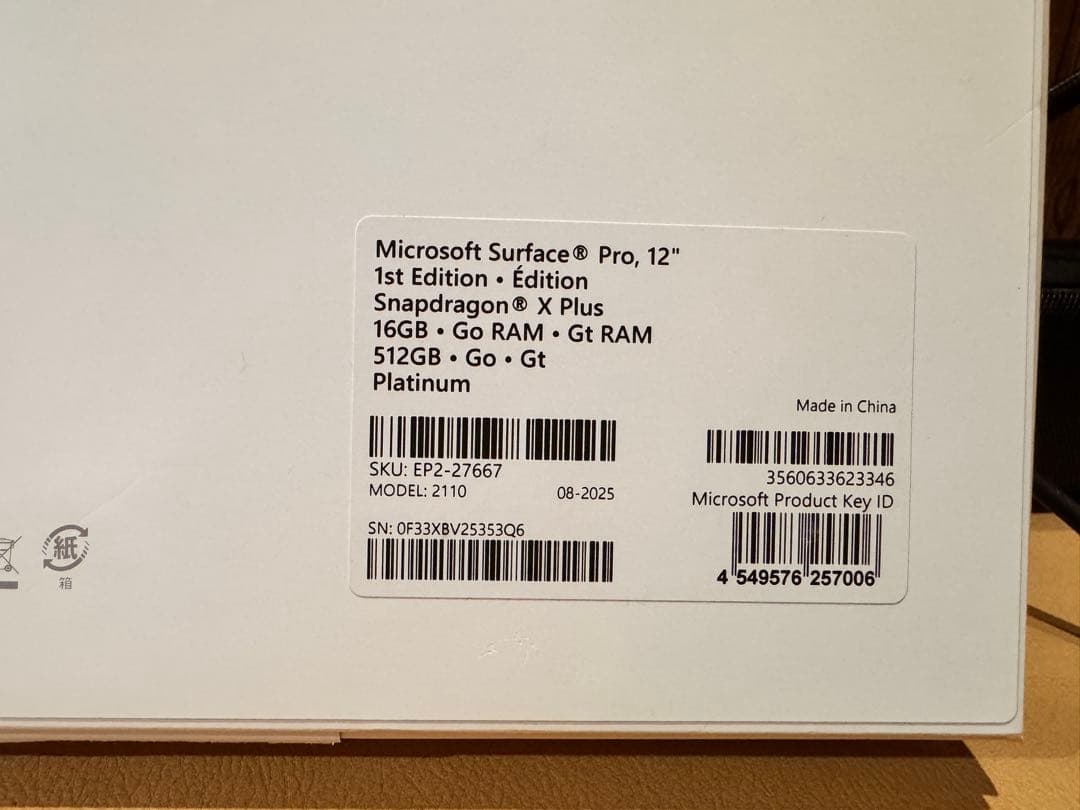 Microsoft Surface® Pro, 12"
1st Edition • Édition
Snapdragon® X Plus
16GB • Go RAM • Gt RAM
512GB • Go • Gt
Platinum
Made in China
SKU: EP2-27667
MODEL: 2110 08-2025
3560633623346
Microsoft Product Key ID
SN: 0F33XBV25353Q6
4 549576 257006
紙
箱